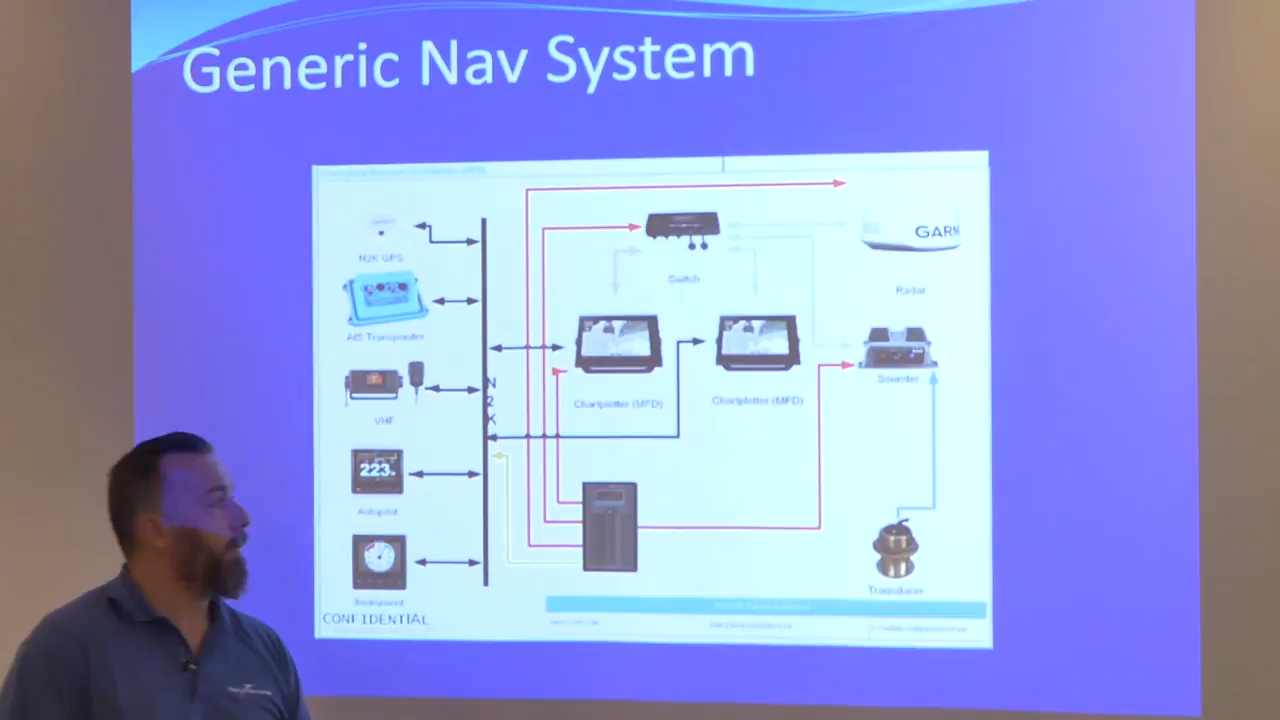 Generic Nav System
N2K GPS
AIS Transponder
VHF
223
Autopilot
Instrument
CONFIDENTIAL
N2K
Switch
Chartplotter (MFD)
Chartplotter (MFD)
GARM
Radar
Sounder
Transducer